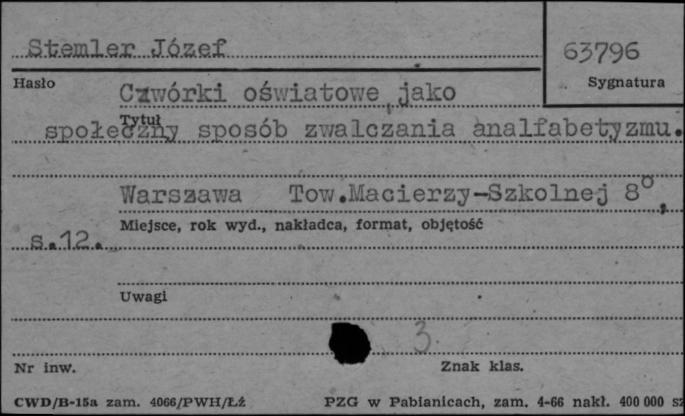 Stemler Józef
63796
Hasło
Sygnatura
Czwórki oświatowe jako
Tytuł
społeczny sposób zwalczania analfabetyzmu.
Warszawa Tow.Macierzy-Szkolnej 8°,
Miejsce, rok wyd., nakładca, format, objętość
s.12.
Uwagi
3
Nr inw.
Znak klas.
CWD/B-15a zam. 4066/PWH/Łż
PZG w Pabianicach, zam. 4-66 nakł. 400 000 sz